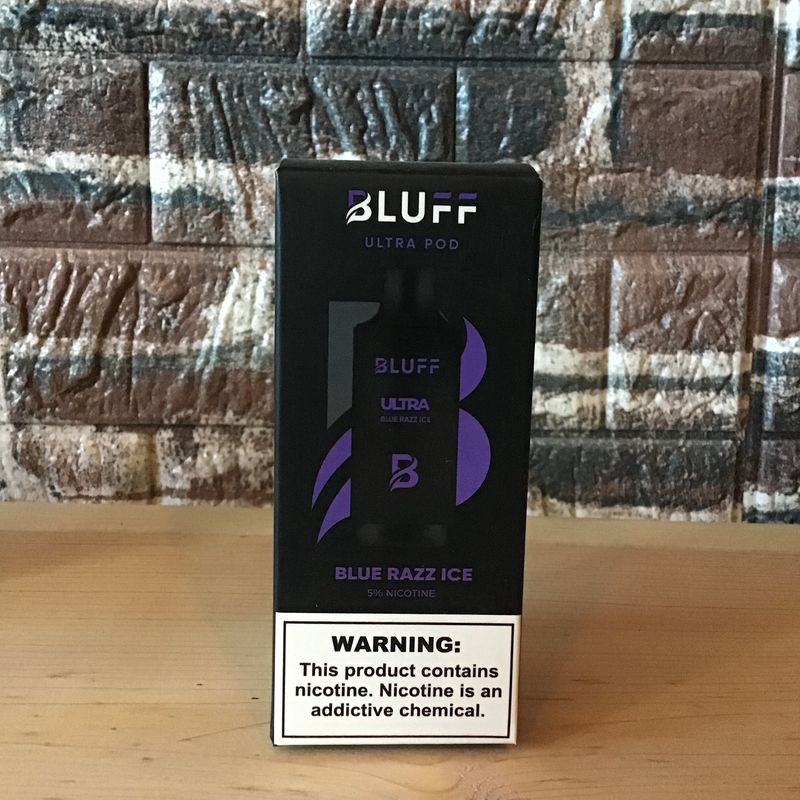 BLUFF
ULTRA POD
BLUFF
ULTRA
BLUE RAZZ ICE
B
BLUE RAZZ ICE
5% NICOTINE
WARNING:
This product contains
nicotine. Nicotine is an
addictive chemical.